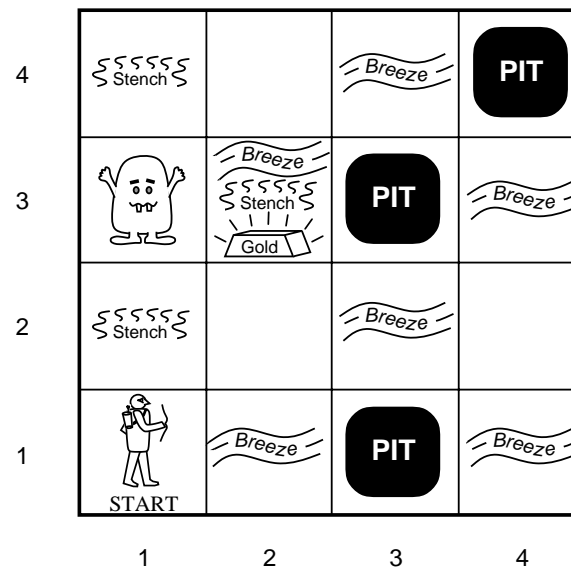 4
Stench
Breeze
PIT
3
Breeze
Stench
Gold
PIT
Breeze
2
Stench
Breeze
1
START
Breeze
PIT
Breeze
1 2 3 4